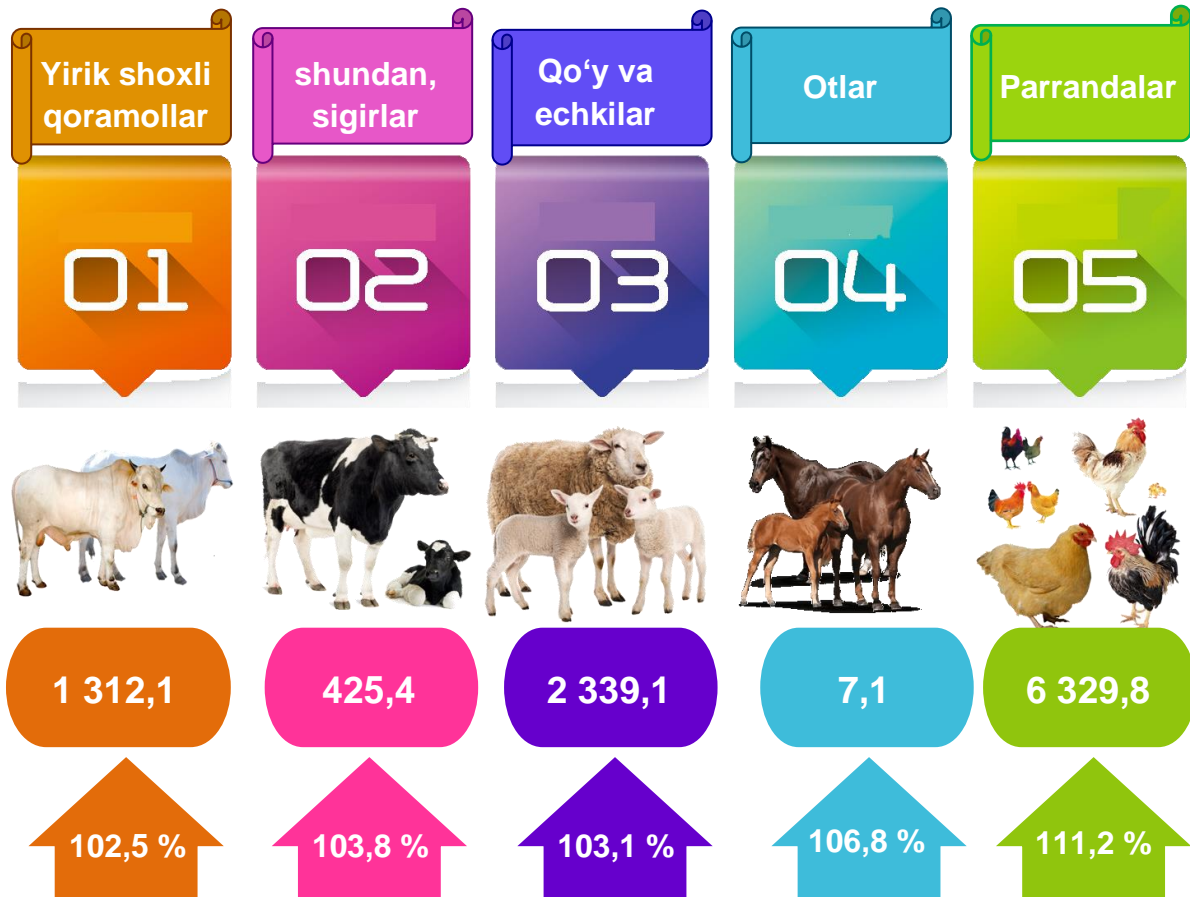 Yirik shoxli
qoramollar
shundan,
sigirlar
Qo‘y va
echkilar
Otlar
Parrandalar
01
02
03
04
05
1 312,1
425,4
2 339,1
7,1
6 329,8
102,5 %
103,8 %
103,1 %
106,8 %
111,2 %